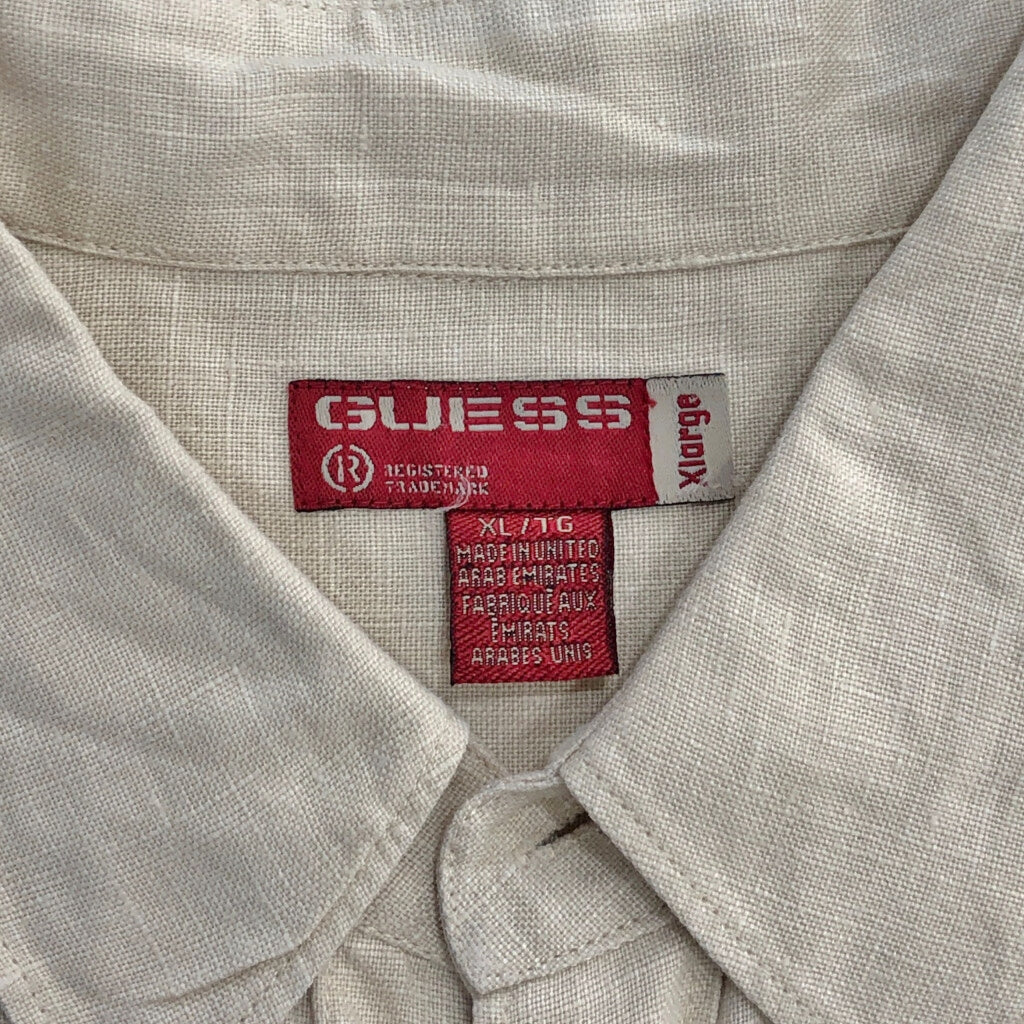 GUESS
® REGISTERED
TRADEMARK
Xlarge
XL/TG
MADE IN UNITED
ARAB EMIRATES
FABRIQUÉ AUX
ÉMIRATS
ARABES UNIS